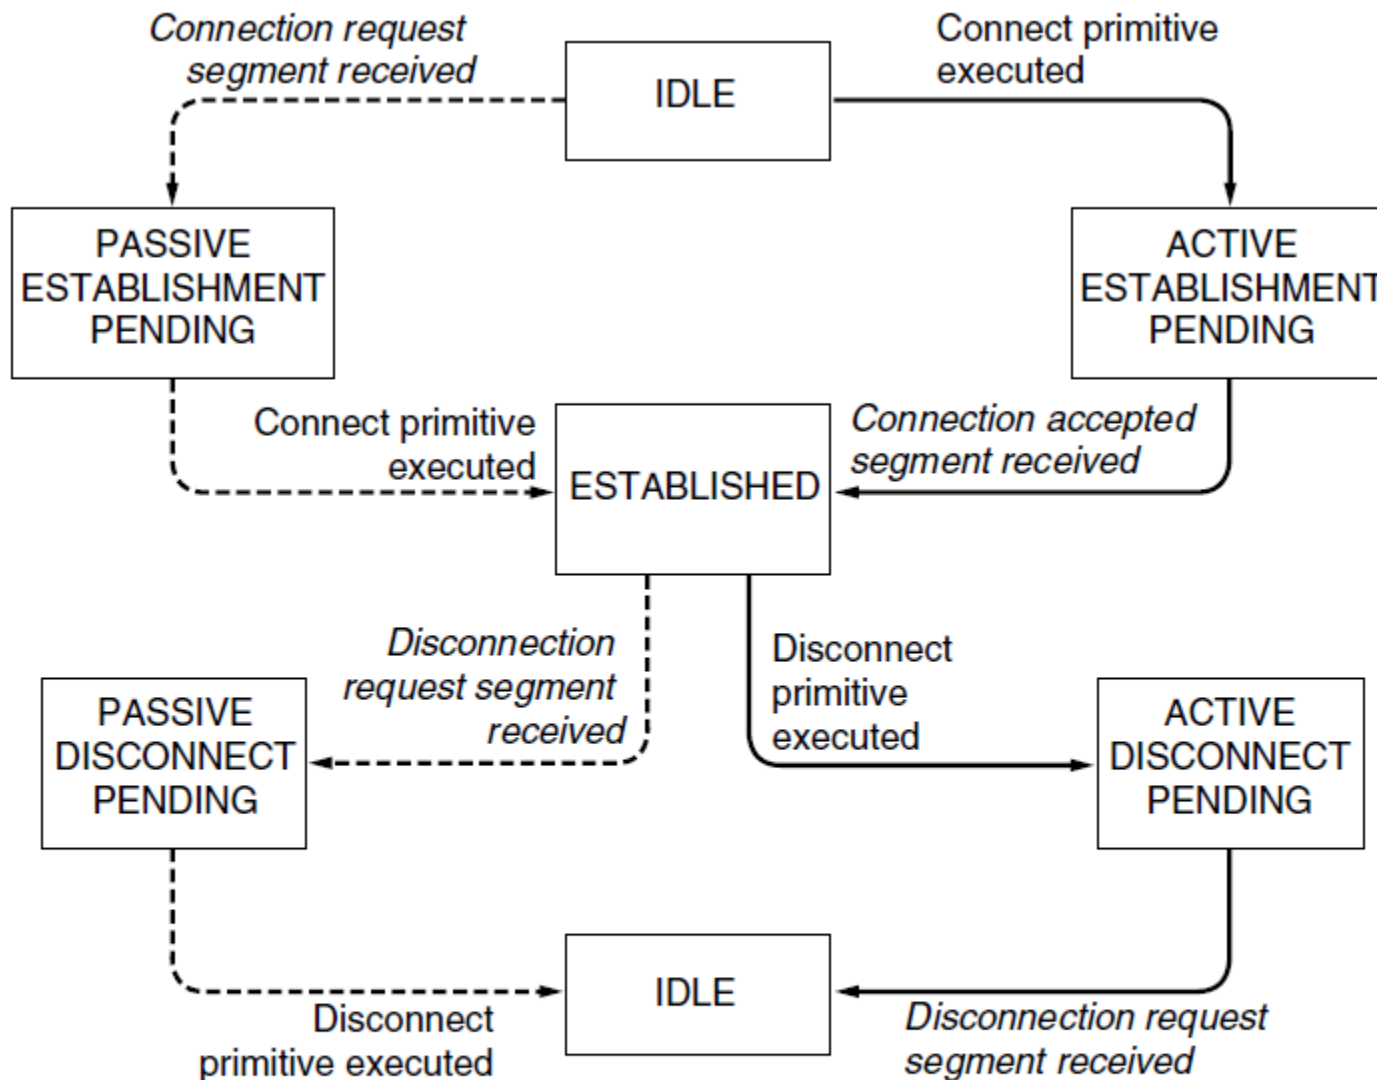 Connection request
segment received
IDLE
Connect primitive
executed
PASSIVE
ESTABLISHMENT
PENDING
ACTIVE
ESTABLISHMENT
PENDING
Connect primitive
executed
ESTABLISHED
Connection accepted
segment received
Disconnection
request segment
received
Disconnect
primitive
executed
PASSIVE
DISCONNECT
PENDING
ACTIVE
DISCONNECT
PENDING
IDLE
Disconnect
primitive executed
Disconnection request
segment received